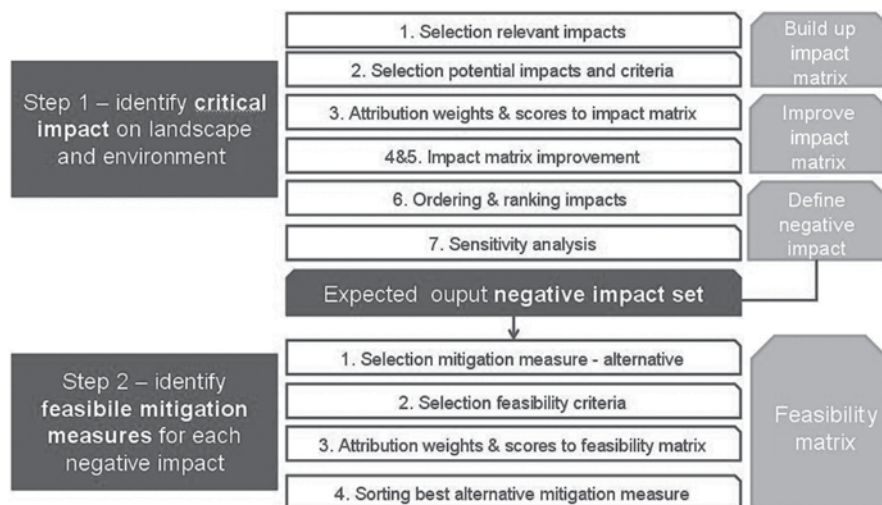 1. Selection relevant impacts
2. Selection potential impacts and criteria
Build up
impact
matrix
Step 1 – identify critical
impact on landscape
and environment
3. Attribution weights & scores to impact matrix
4&5. Impact matrix improvement
Improve
impact
matrix
6. Ordering & ranking impacts
7. Sensitivity analysis
Define
negative
impact
Expected ouput negative impact set
Step 2 – identify
feasibile mitigation
measures for each
negative impact
1. Selection mitigation measure - alternative
2. Selection feasibility criteria
3. Attribution weights & scores to feasibility matrix
4. Sorting best alternative mitigation measure
Feasibility
matrix